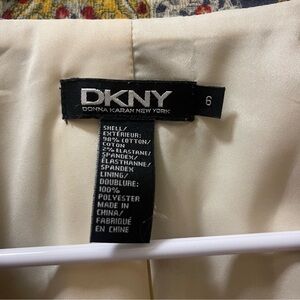 DKNY
DONNA KARAN NEW YORK
6
SHELL/
EXTÉRIEUR:
98% COTTON/
COTON
2% ELASTANE/
SPANDEX/
ÉLASTHANNE/
SPANDEX
LINING/
DOUBLURE:
100%
POLYESTER
MADE IN
CHINA/
FABRIQUÉ
EN CHINE